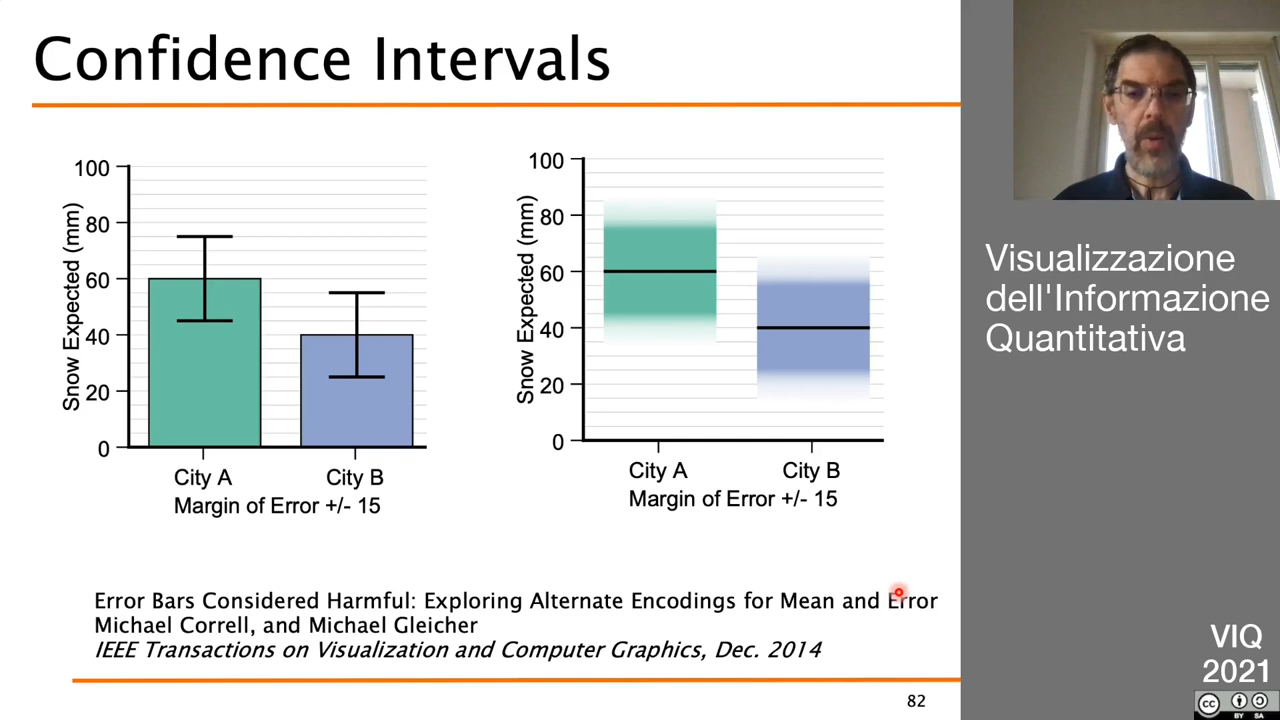 Confidence Intervals
100
80
60
40
20
0
Snow Expected (mm)
City A
City B
Margin of Error +/- 15
100
80
60
40
20
0
Snow Expected (mm)
City A
City B
Margin of Error +/- 15
Error Bars Considered Harmful: Exploring Alternate Encodings for Mean and Error
Michael Correll, and Michael Gleicher
IEEE Transactions on Visualization and Computer Graphics, Dec. 2014
82
Visualizzazione
dell'Informazione
Quantitativa
VIQ
2021
CC
BY SA